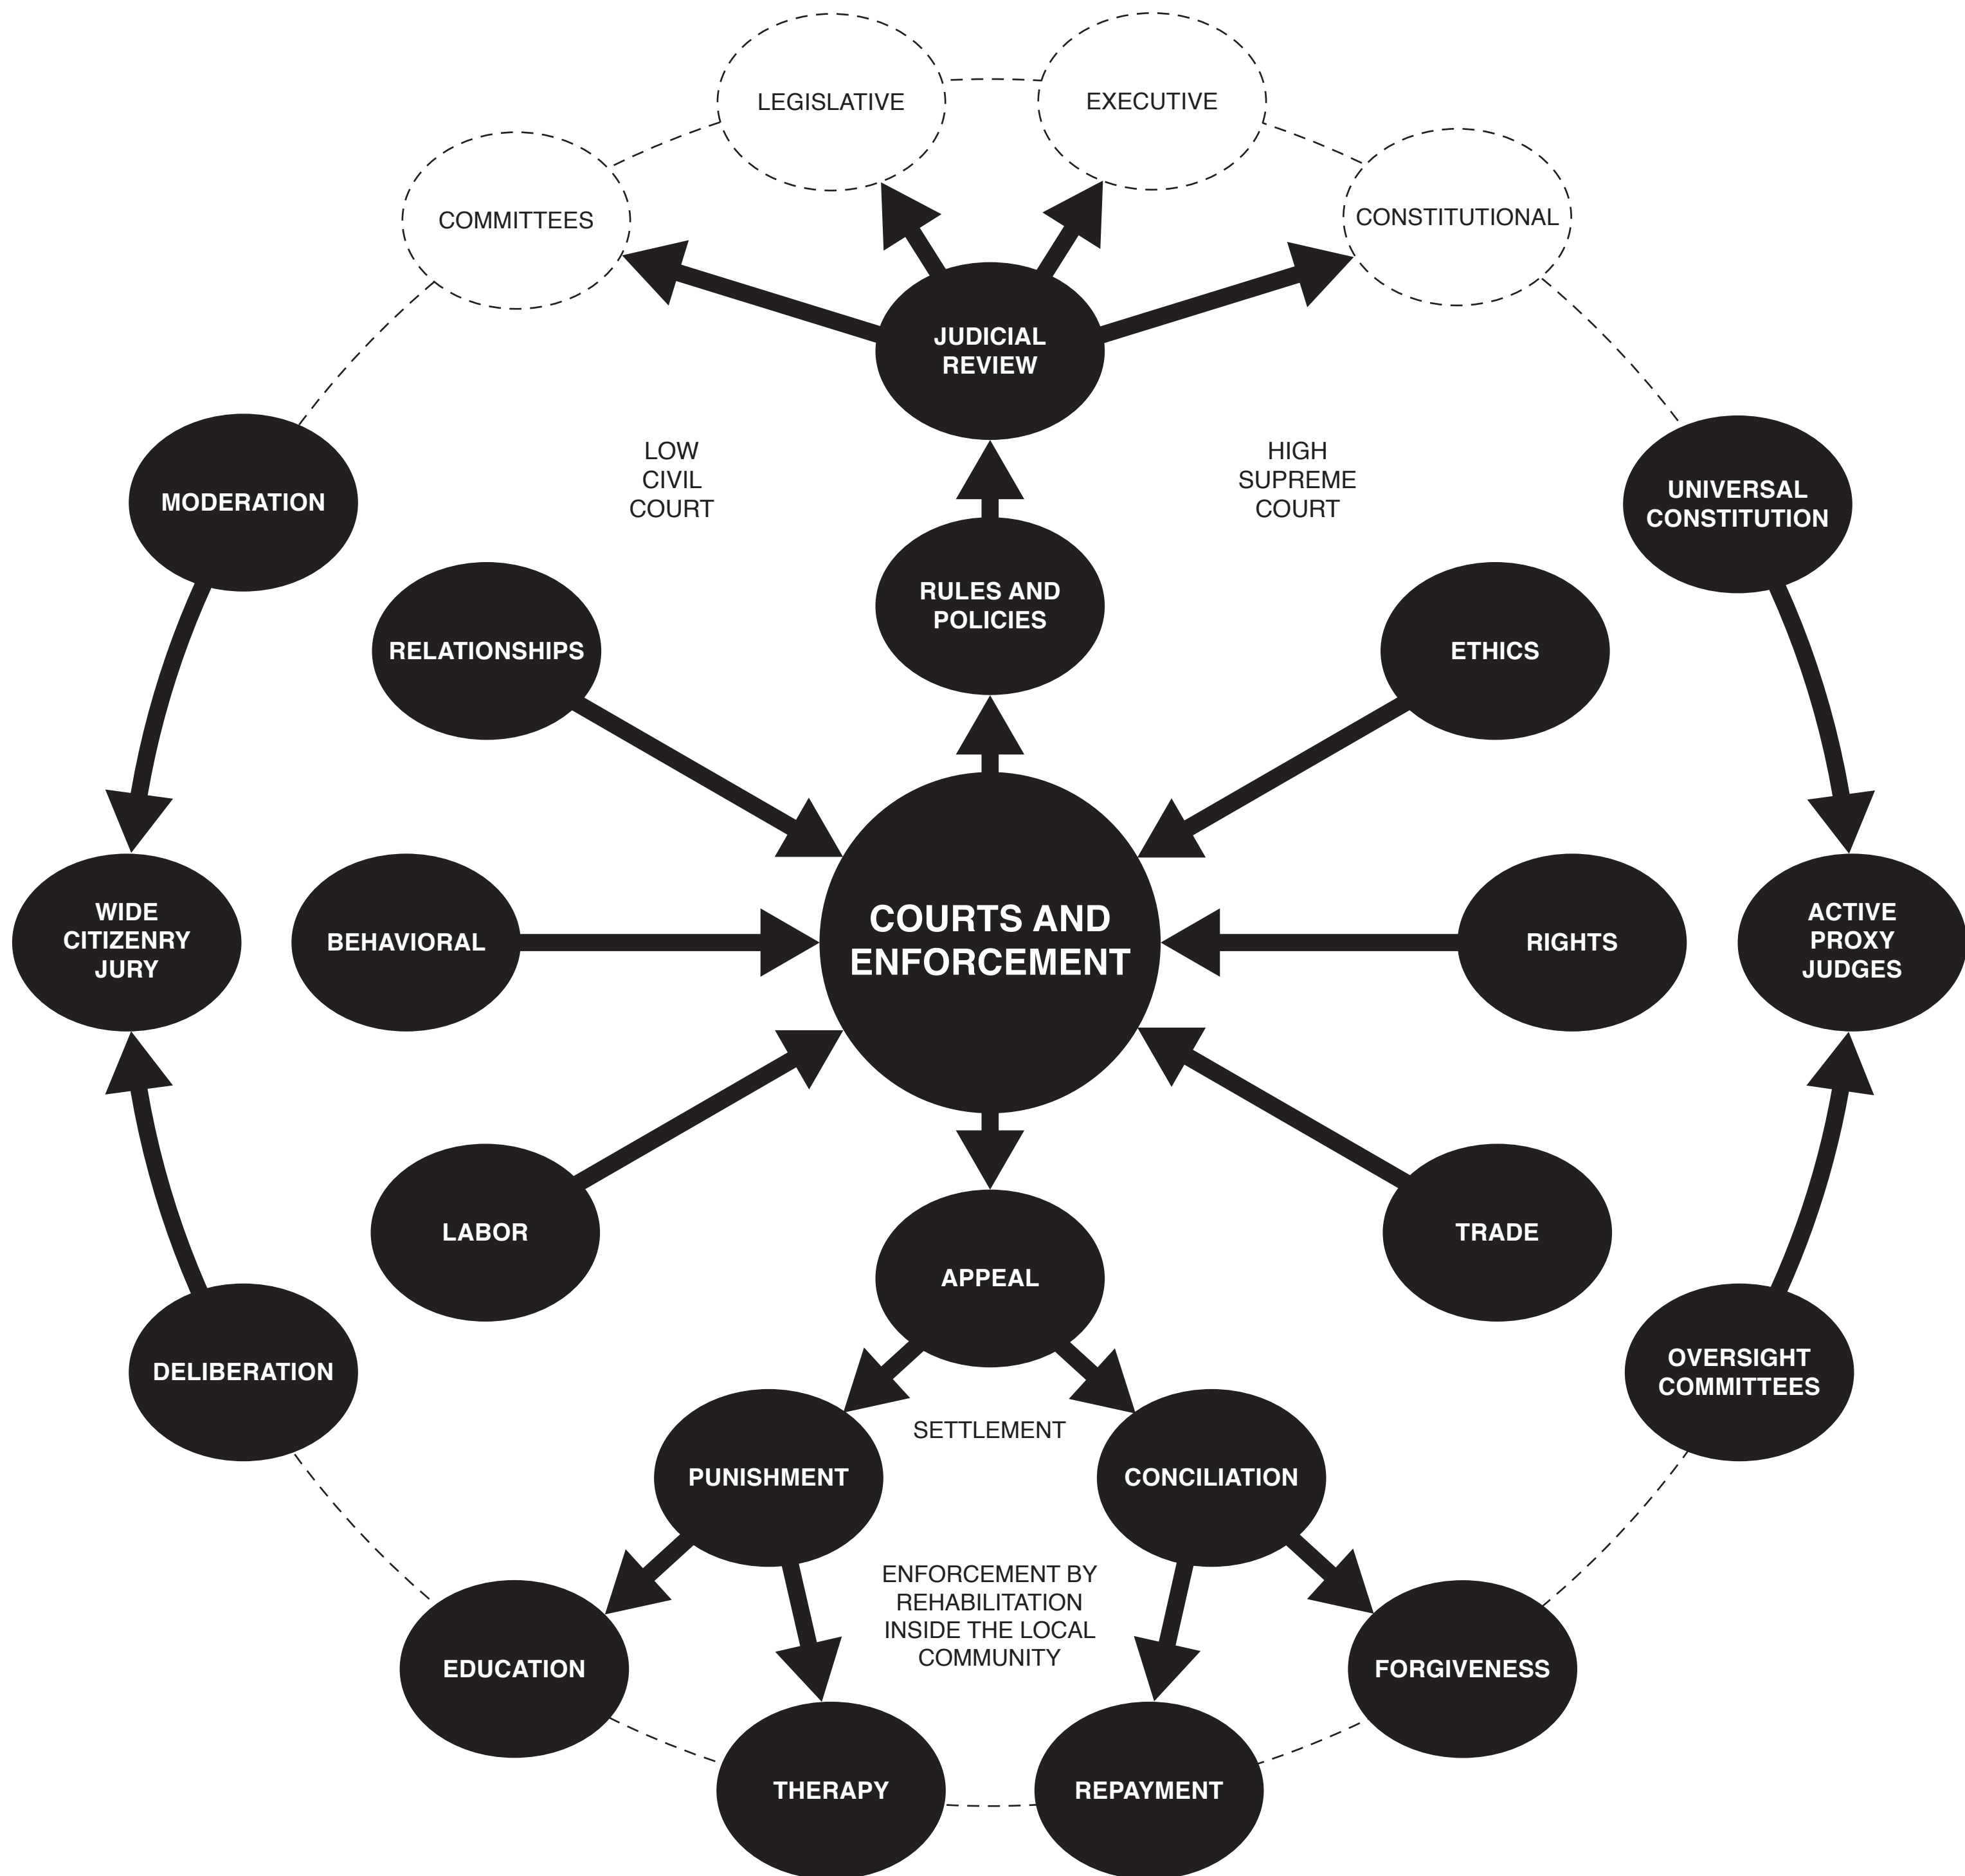 LEGISLATIVE
EXECUTIVE
COMMITTEES
CONSTITUTIONAL
JUDICIAL
REVIEW
LOW
CIVIL
COURT
HIGH
SUPREME
COURT
MODERATION
UNIVERSAL
CONSTITUTION
RULES AND
POLICIES
RELATIONSHIPS
ETHICS
WIDE
CITIZENRY
JURY
BEHAVIORAL
COURTS AND
ENFORCEMENT
RIGHTS
ACTIVE
PROXY
JUDGES
LABOR
TRADE
APPEAL
DELIBERATION
OVERSIGHT
COMMITTEES
SETTLEMENT
PUNISHMENT
CONCILIATION
ENFORCEMENT BY
REHABILITATION
INSIDE THE LOCAL
COMMUNITY
EDUCATION
FORGIVENESS
THERAPY
REPAYMENT